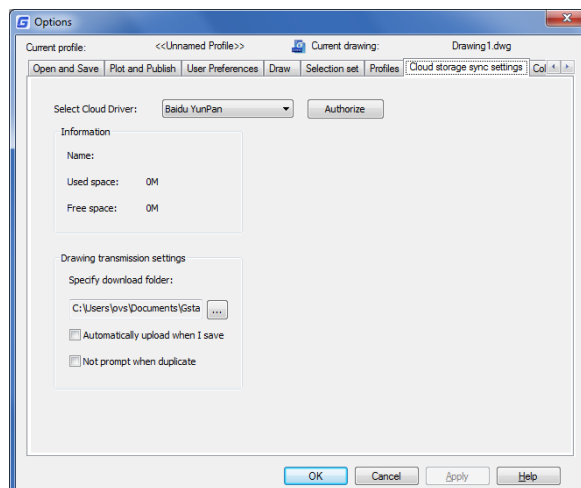 Options
Current profile: <<Unnamed Profile>> Current drawing: Drawing1.dwg
Open and Save Plot and Publish User Preferences Draw Selection set Profiles Cloud storage sync settings Col
Select Cloud Driver: Baidu YunPan Authorize
Information
Name:
Used space: 0M
Free space: 0M
Drawing transmission settings
Specify download folder:
C:\Users\ovs\Documents\Gsta ...
Automatically upload when I save
Not prompt when duplicate
OK Cancel Apply Help